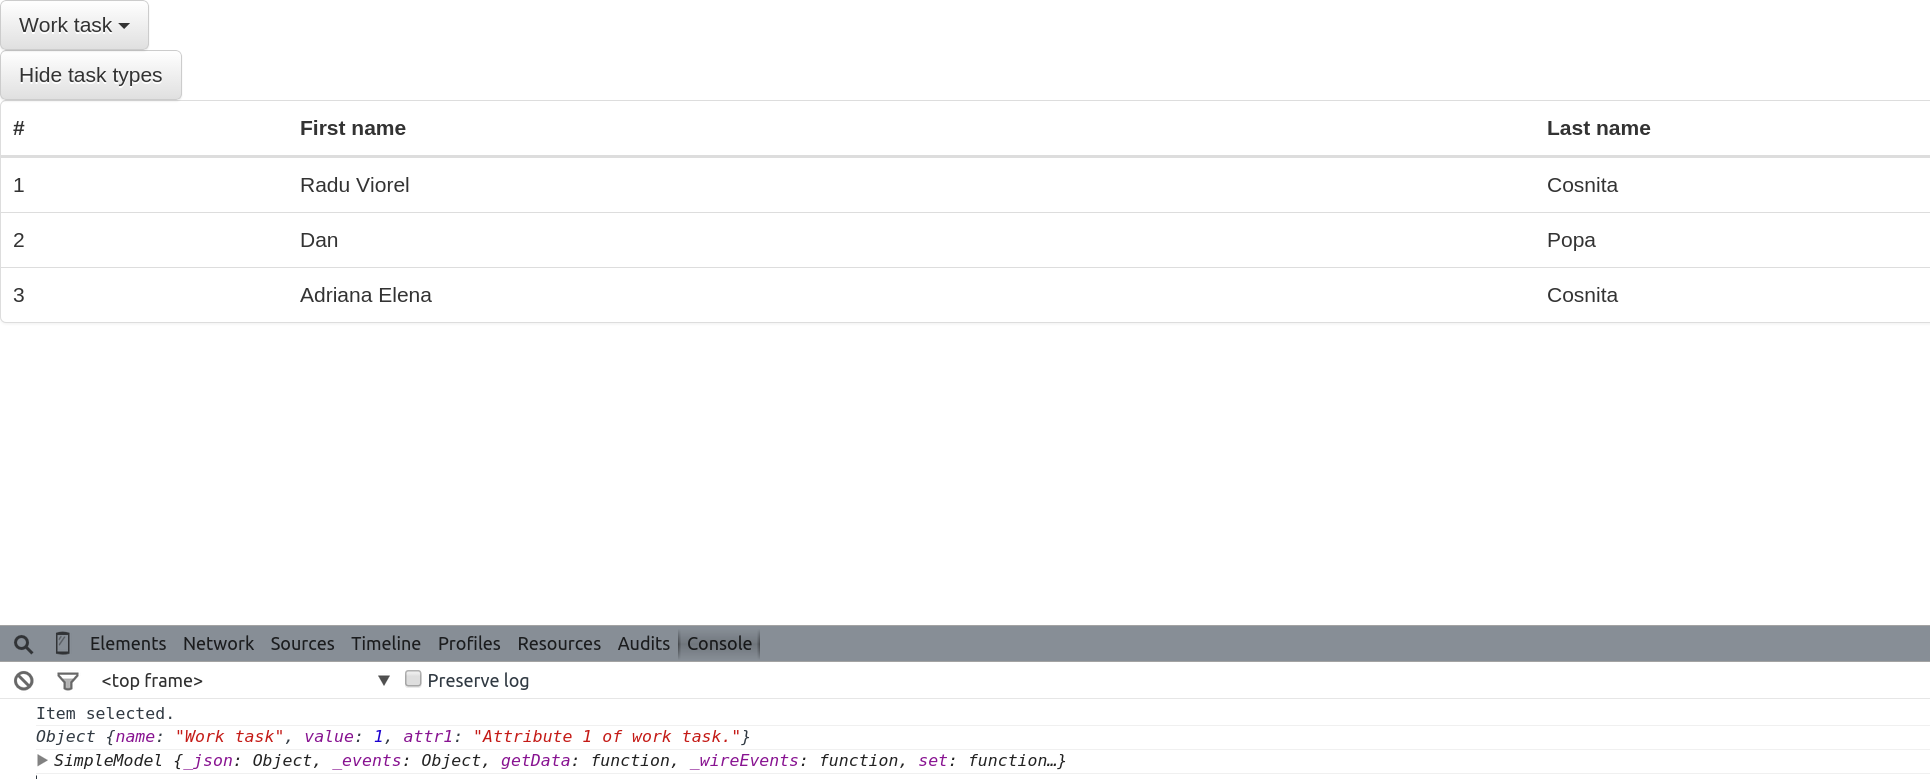 Work task
Hide task types
# First name Last name
1 Radu Viorel Cosnita
2 Dan Popa
3 Adriana Elena Cosnita
Elements Network Sources Timeline Profiles Resources Audits Console
<top frame> Preserve log
Item selected.
Object {name: "Work task", value: 1, attr1: "Attribute 1 of work task."}
SimpleModel {_json: Object, _events: Object, getData: function, _wireEvents: function, set: function…}